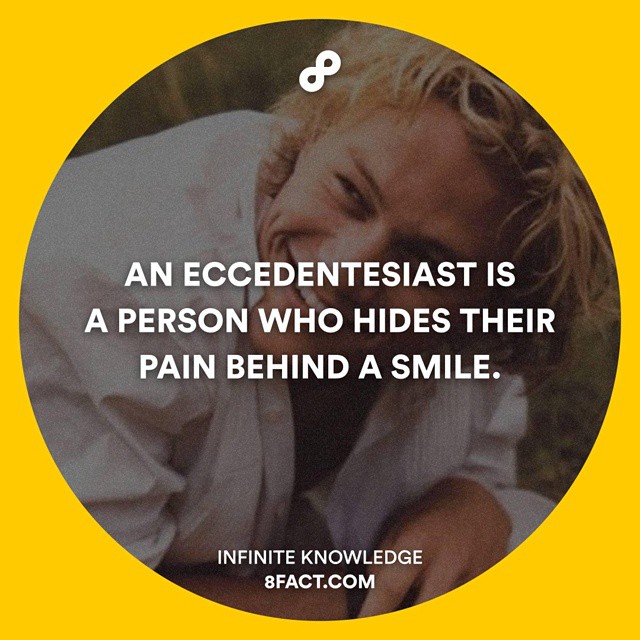 AN ECCEDENTESIAST IS
A PERSON WHO HIDES THEIR
PAIN BEHIND A SMILE.
INFINITE KNOWLEDGE
8FACT.COM